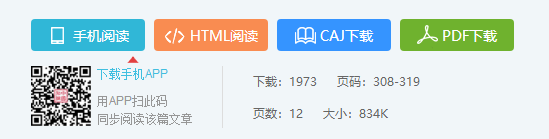 手机阅读 HTML阅读 CAJ下载 PDF下载
下载手机APP
用APP扫此码
同步阅读该篇文章
下载：1973 页码：308-319
页数：12 大小：834K